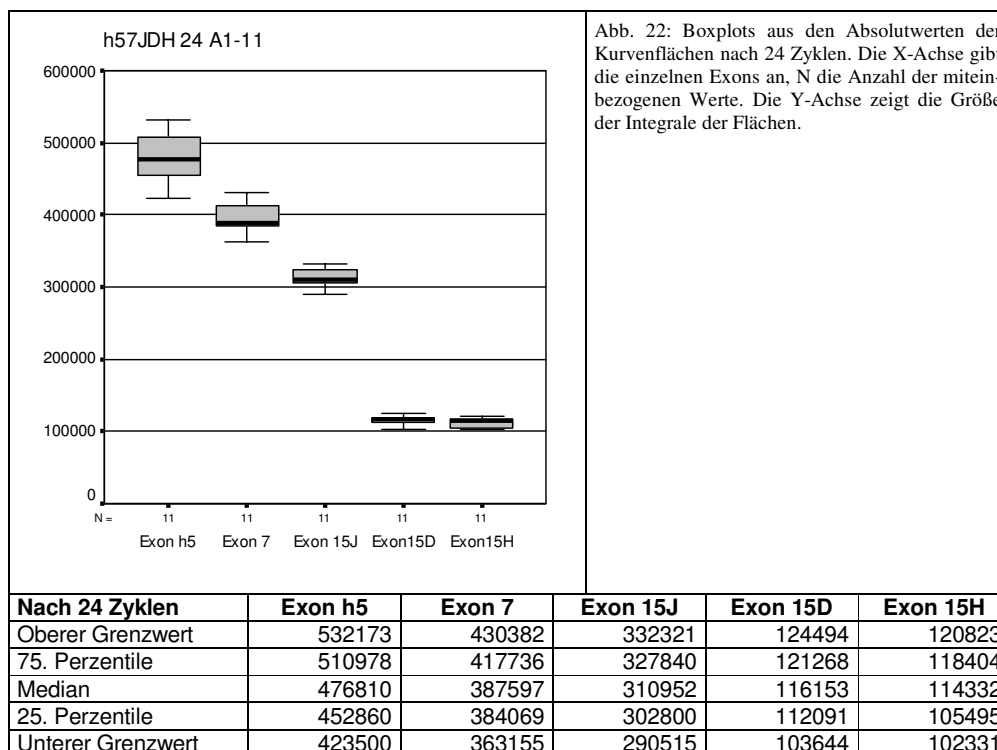 h57JDH 24 A1-11
600000
500000
400000
300000
200000
100000
0
N = 11 11 11 11 11
Exon h5 Exon 7 Exon 15J Exon15D Exon15H
Abb. 22: Boxplots aus den Absolutwerten der
Kurvenflächen nach 24 Zyklen. Die X-Achse gibt
die einzelnen Exons an, N die Anzahl der mitein-
bezogenen Werte. Die Y-Achse zeigt die Größe
der Integrale der Flächen.
Nach 24 Zyklen Exon h5 Exon 7 Exon 15J Exon 15D Exon 15H
Oberer Grenzwert 532173 430382 332321 124494 120823
75. Perzentile 510978 417736 327840 121268 118404
Median 476810 387597 310952 116153 114332
25. Perzentile 452860 384069 302800 112091 105495
Unterer Grenzwert 423500 363155 290515 103644 102331